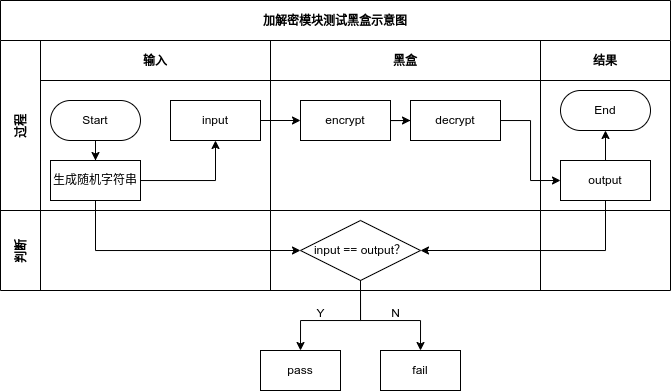 加解密模块测试黑盒示意图
输入
黑盒
结果
过程
Start
input
encrypt
decrypt
End
生成随机字符串
output
判断
input == output?
Y
N
pass
fail